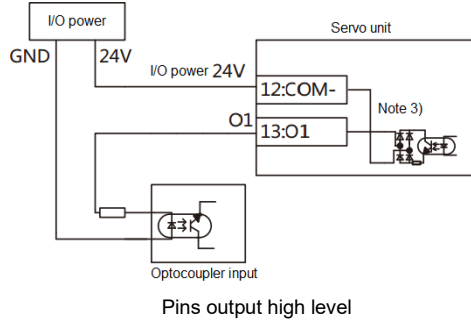 I/O power
Servo unit
GND 24V
I/O power 24V
12:COM-
Note 3)
O1
13:O1
Optocoupler input
Pins output high level